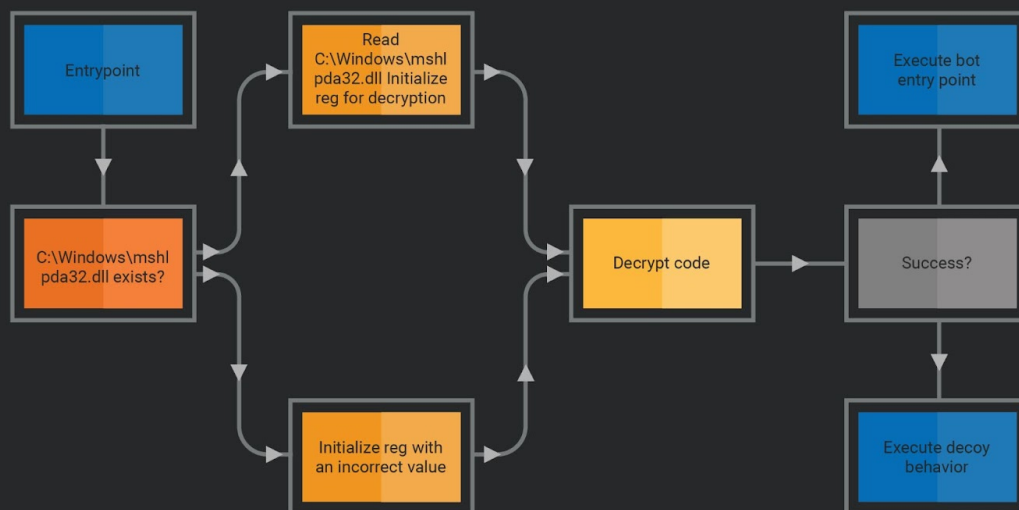 Entrypoint
C:\Windows\mshl
pda32.dll exists?
Read
C:\Windows\mshl
pda32.dll Initialize
reg for decryption
Initialize reg with
an incorrect value
Decrypt code
Success?
Execute bot
entry point
Execute decoy
behavior